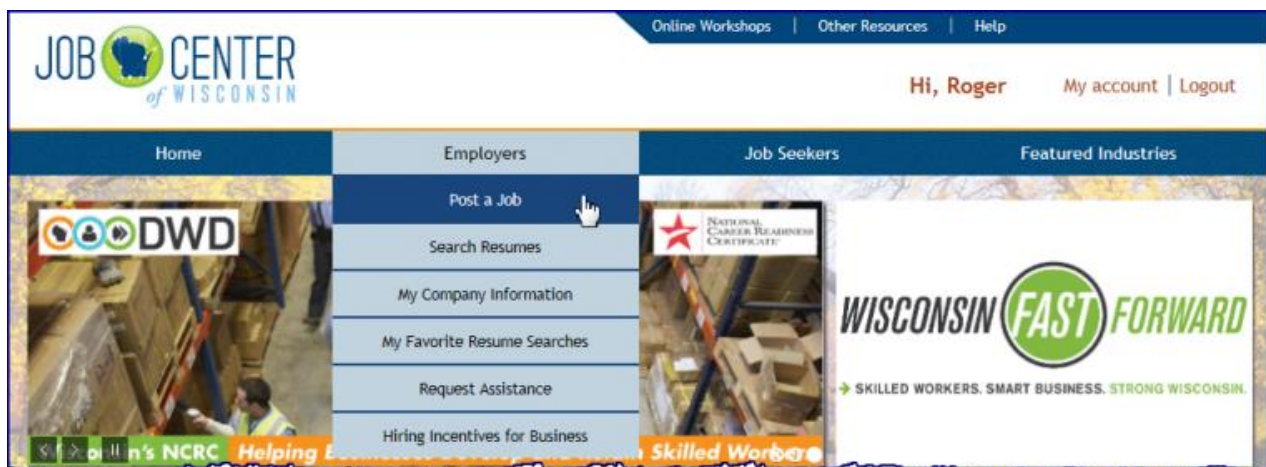 Online Workshops | Other Resources | Help
JOB CENTER
of WISCONSIN
Hi, Roger My account | Logout
Home Employers Job Seekers Featured Industries
Post a Job
DWD
NATIONAL
CAREER READINESS
CERTIFICATE
Search Resumes
My Company Information
WISCONSIN FAST FORWARD
My Favorite Resume Searches
Request Assistance
→ SKILLED WORKERS. SMART BUSINESS. STRONG WISCONSIN.
Hiring Incentives for Business
n's NCRC Helping Skilled Workers